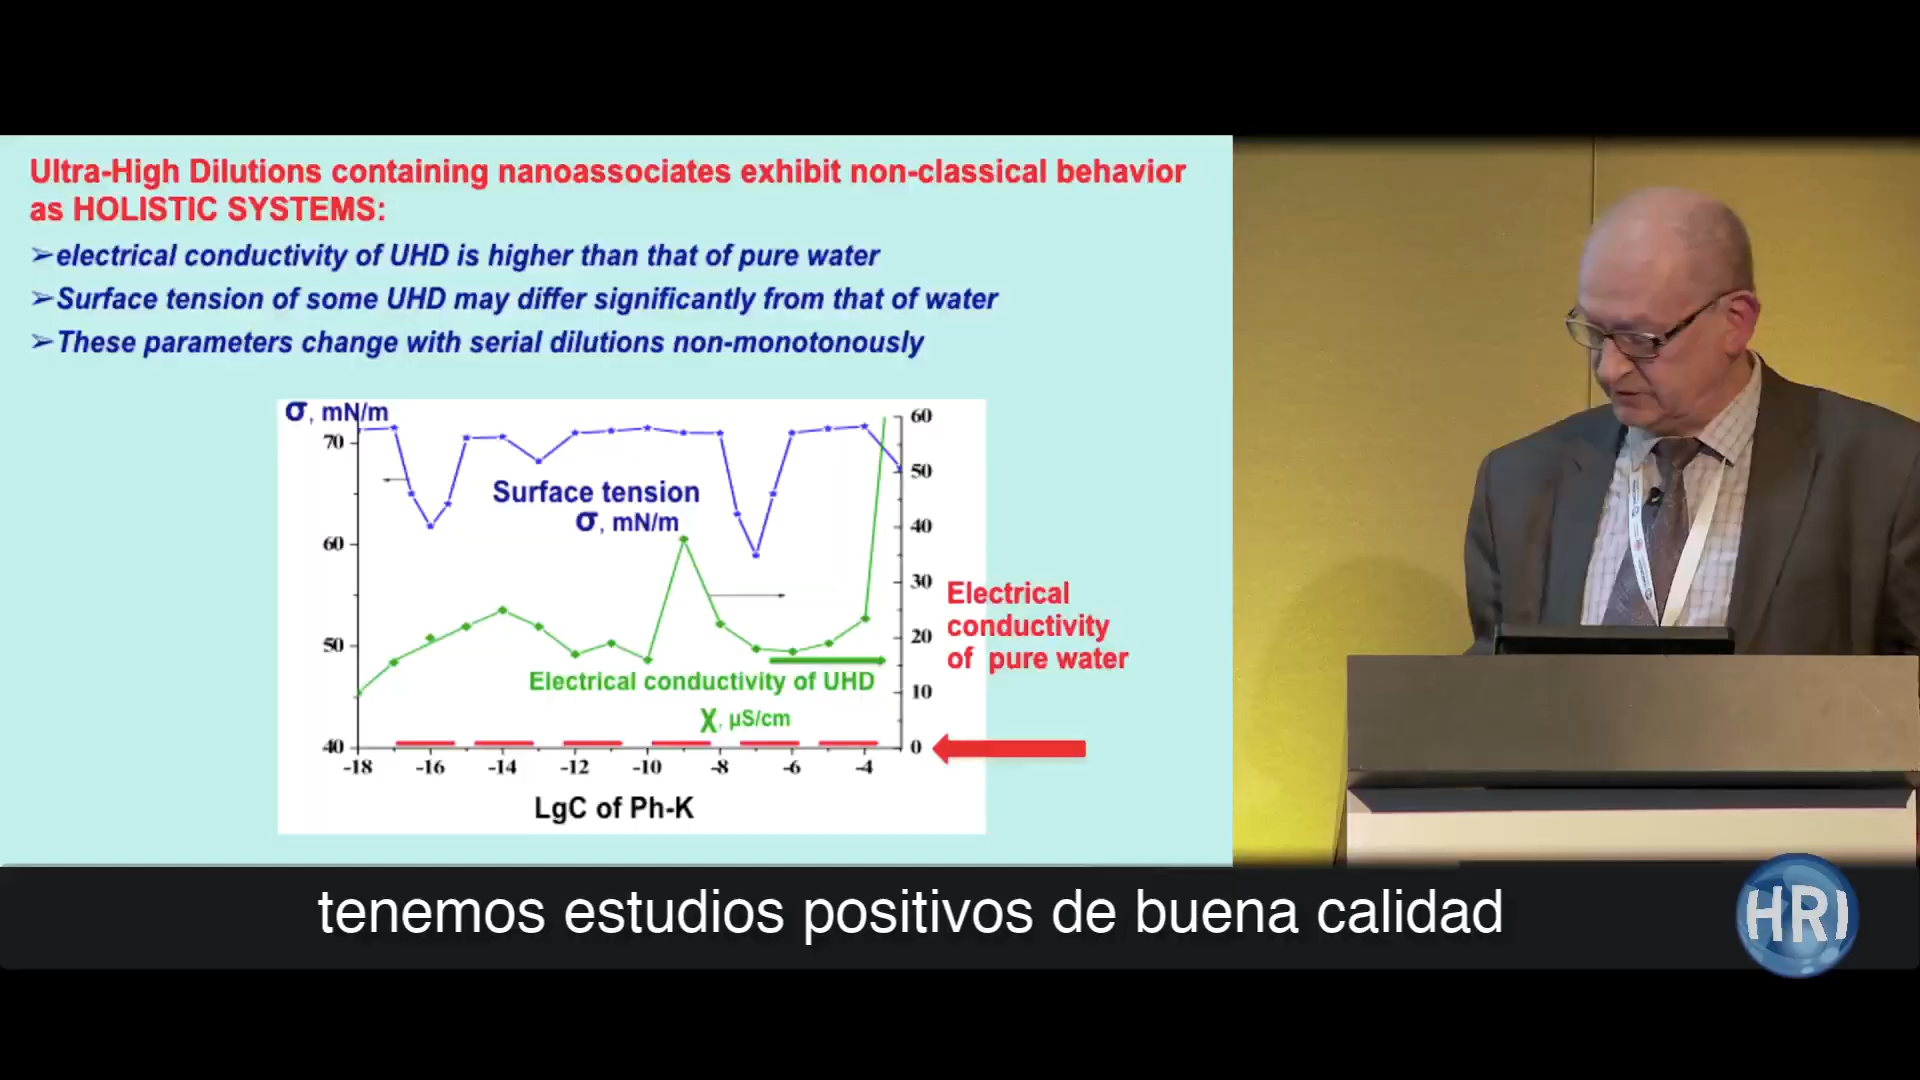 Ultra-High Dilutions containing nanoassociates exhibit non-classical behavior
as HOLISTIC SYSTEMS:
➢electrical conductivity of UHD is higher than that of pure water
➢Surface tension of some UHD may differ significantly from that of water
➢These parameters change with serial dilutions non-monotonously
σ, mN/m
70
60
50
40
Surface tension
σ, mN/m
60
50
40
30
20
10
0
Electrical
conductivity
of pure water
Electrical conductivity of UHD
χ, µS/cm
-18 -16 -14 -12 -10 -8 -6 -4
LgC of Ph-K
tenemos estudios positivos de buena calidad
HRI